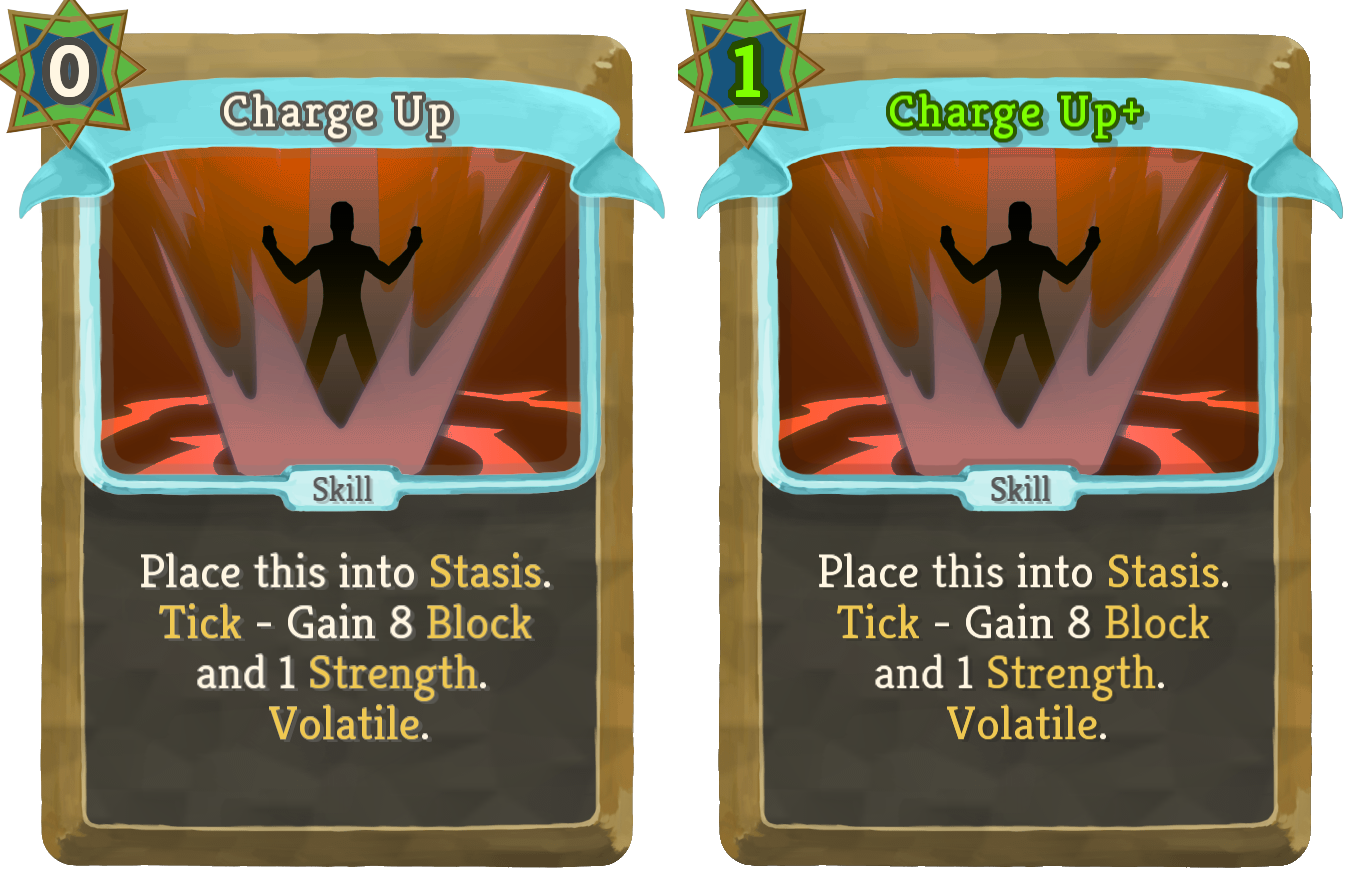 0
Charge Up
Skill
Place this into Stasis.
Tick - Gain 8 Block
and 1 Strength.
Volatile.
1
Charge Up+
Skill
Place this into Stasis.
Tick - Gain 8 Block
and 1 Strength.
Volatile.